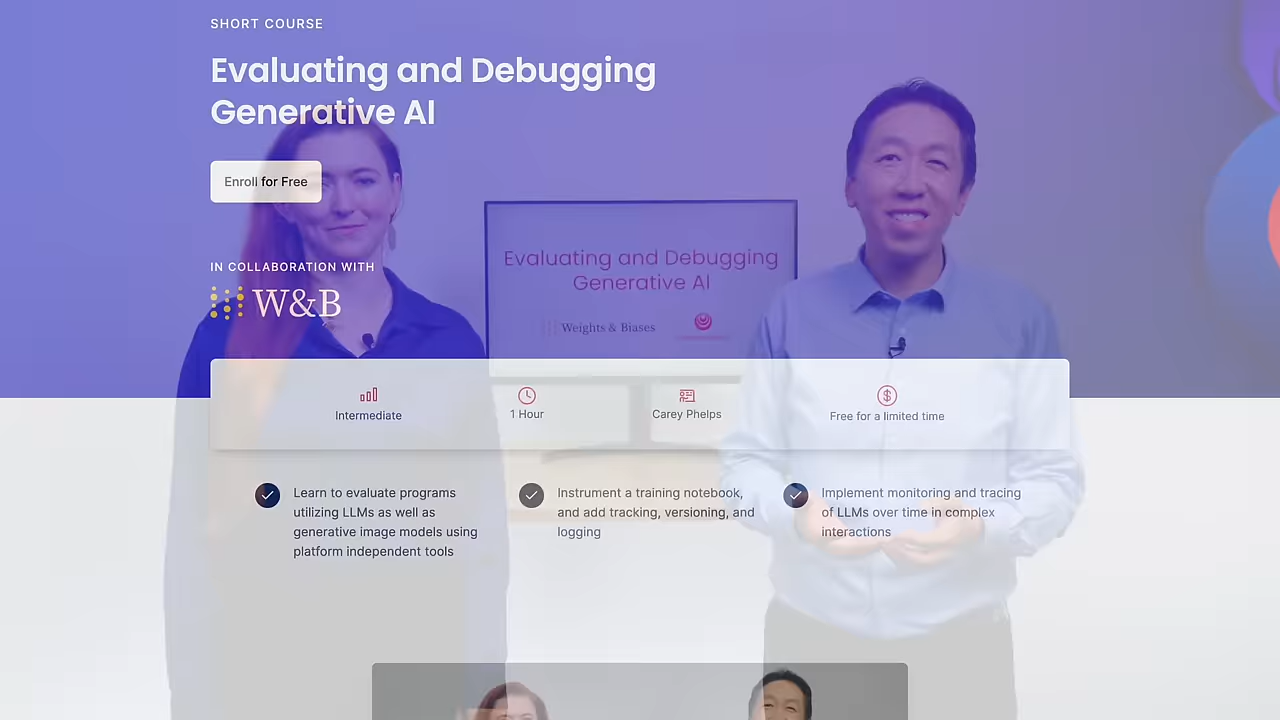 SHORT COURSE
Evaluating and Debugging
Generative AI
Enroll for Free
Evaluating and Debugging
Generative AI
IN COLLABORATION WITH
W&B
Weights & Biases
Intermediate
1 Hour
Carey Phelps
Free for a limited time
Learn to evaluate programs
utilizing LLMs as well as
generative image models using
platform independent tools
Instrument a training notebook,
and add tracking, versioning, and
logging
Implement monitoring and tracing
of LLMs over time in complex
interactions